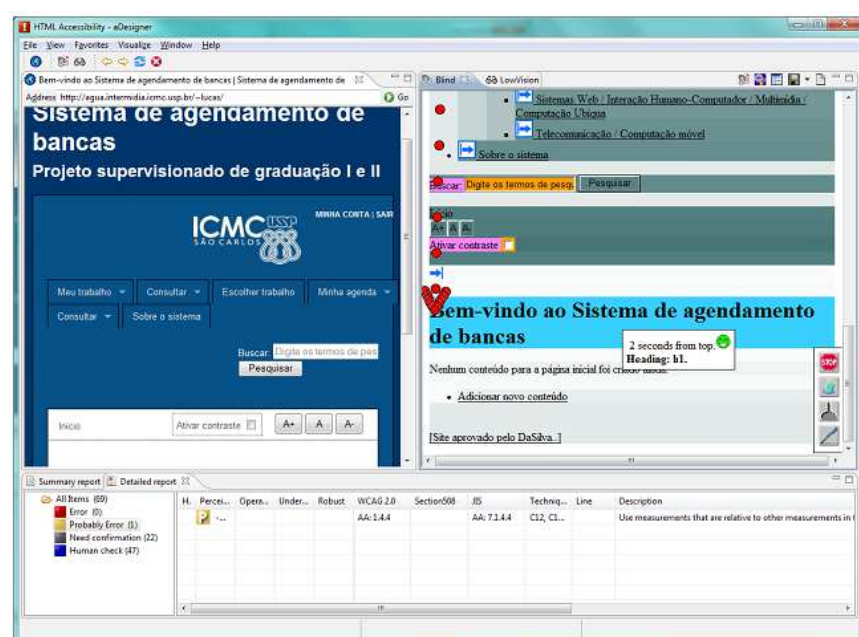 HTML Accessibility - aDesigner
File View Favorites Visualize Window Help
Bem-vindo ao Sistema de agendamento de bancas | Sistema de agendamento de
Address http://agua.intermidia.icmc.usp.br/~lucas/
Go
Sistema de agendamento de
bancas
Projeto supervisionado de graduação I e II
ICMC USP
SÃO CARLOS
MINHA CONTA | SAIR
Meu trabalho
Consultar
Escolher trabalho
Minha agenda
Consultar
Sobre o sistema
Buscar:
Digite os termos de pes
Pesquisar
Início
Ativar contraste
A+
A
A-
Blind
LowVision
Sistemas Web / Interação Humano-Computador / Multimídia /
Computação Ubíqua
Telecomunicação / Computação móvel
Sobre o sistema
Buscar: Digite os termos de pesqu Pesquisar
Início
A+ A A-
Ativar contraste
Bem-vindo ao Sistema de agendamento
de bancas
2 seconds from top.
Heading: h1.
Nenhum conteúdo para a página inicial foi criado ainda.
Adicionar novo conteúdo
[Site aprovado pelo DaSilva..]
STOP
Summary report
Detailed report
All Items (69)
Error (0)
Probably Error (1)
Need confirmation (22)
Human check (47)
H. Percei... Opera... Under... Robust WCAG 2.0 Section508 JIS Techniq... Line Description
-... AA: 1.4.4 AA: 7.1.4.4 C12, C1... Use measurements that are relative to other measurements in t